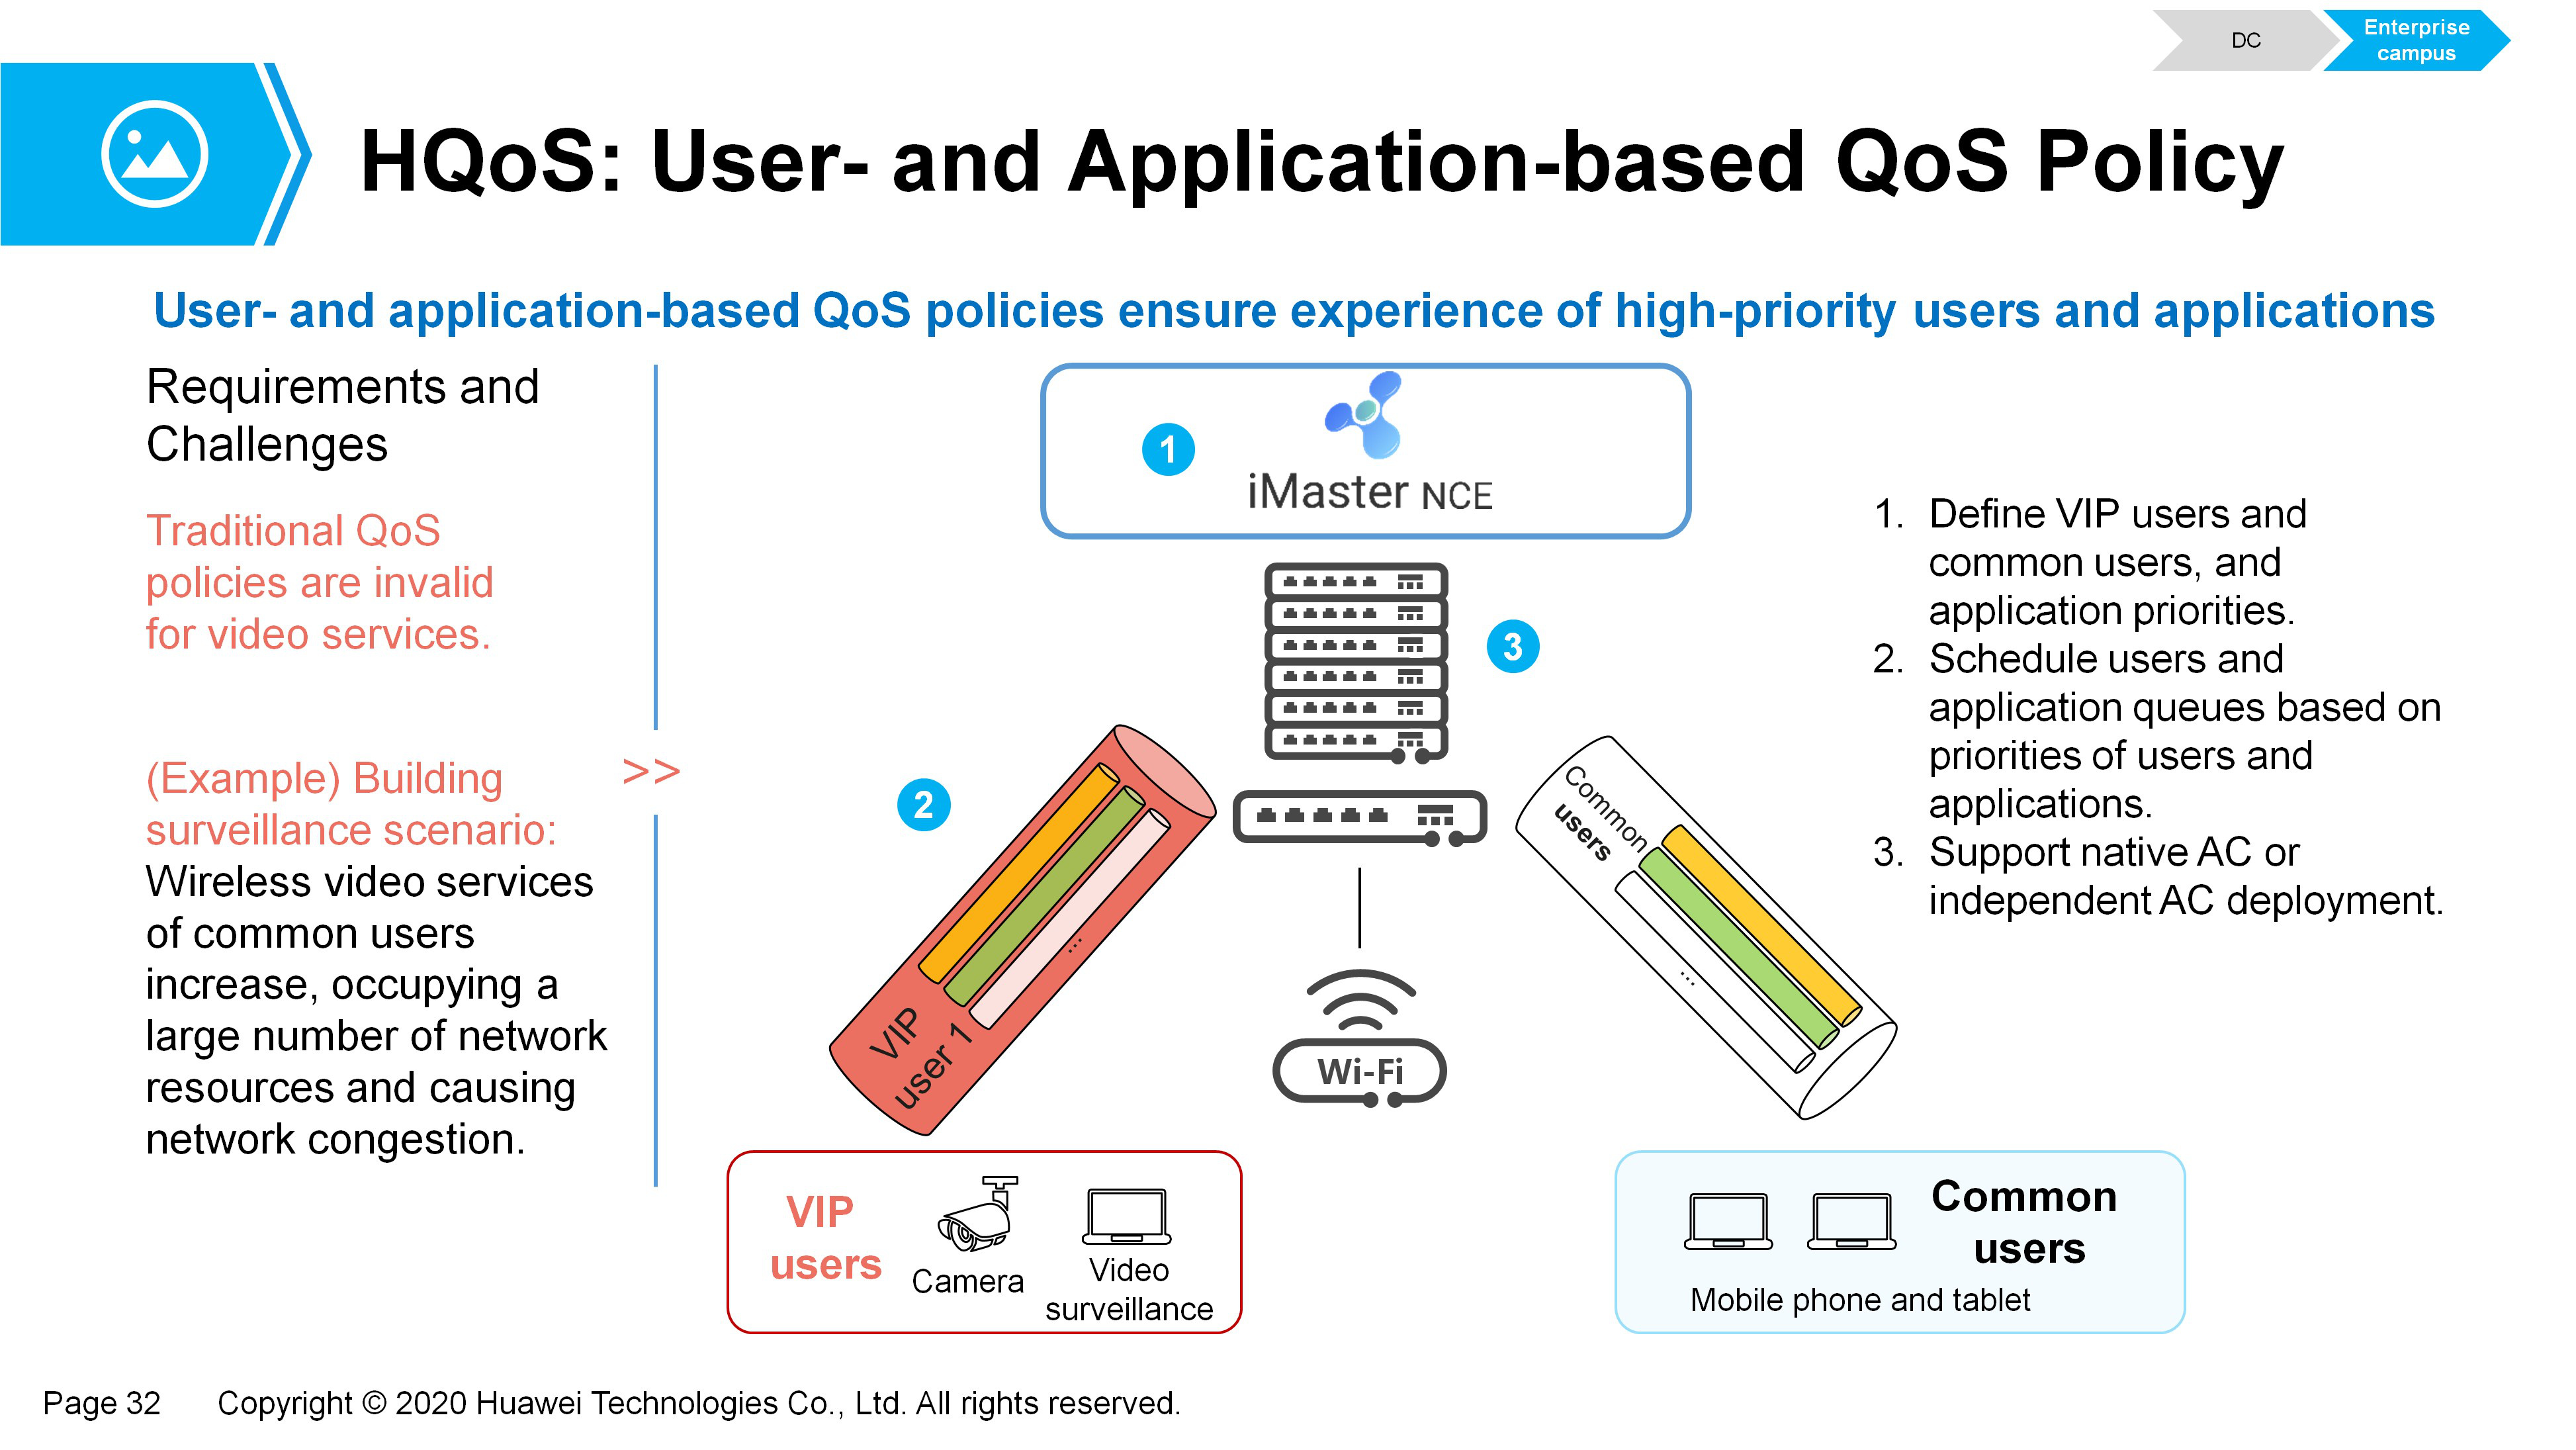 DC
Enterprise
campus
HQoS: User- and Application-based QoS Policy
User- and application-based QoS policies ensure experience of high-priority users and applications
Requirements and
Challenges
Traditional QoS
policies are invalid
for video services.
(Example) Building
surveillance scenario:
Wireless video services
of common users
increase, occupying a
large number of network
resources and causing
network congestion.
>>
1
iMaster NCE
3
2
VIP
user 1
...
Common
users
...
Wi-Fi
VIP
users
Camera
Video
surveillance
Common
users
Mobile phone and tablet
1. Define VIP users and
common users, and
application priorities.
2. Schedule users and
application queues based on
priorities of users and
applications.
3. Support native AC or
independent AC deployment.
Page 32
Copyright © 2020 Huawei Technologies Co., Ltd. All rights reserved.